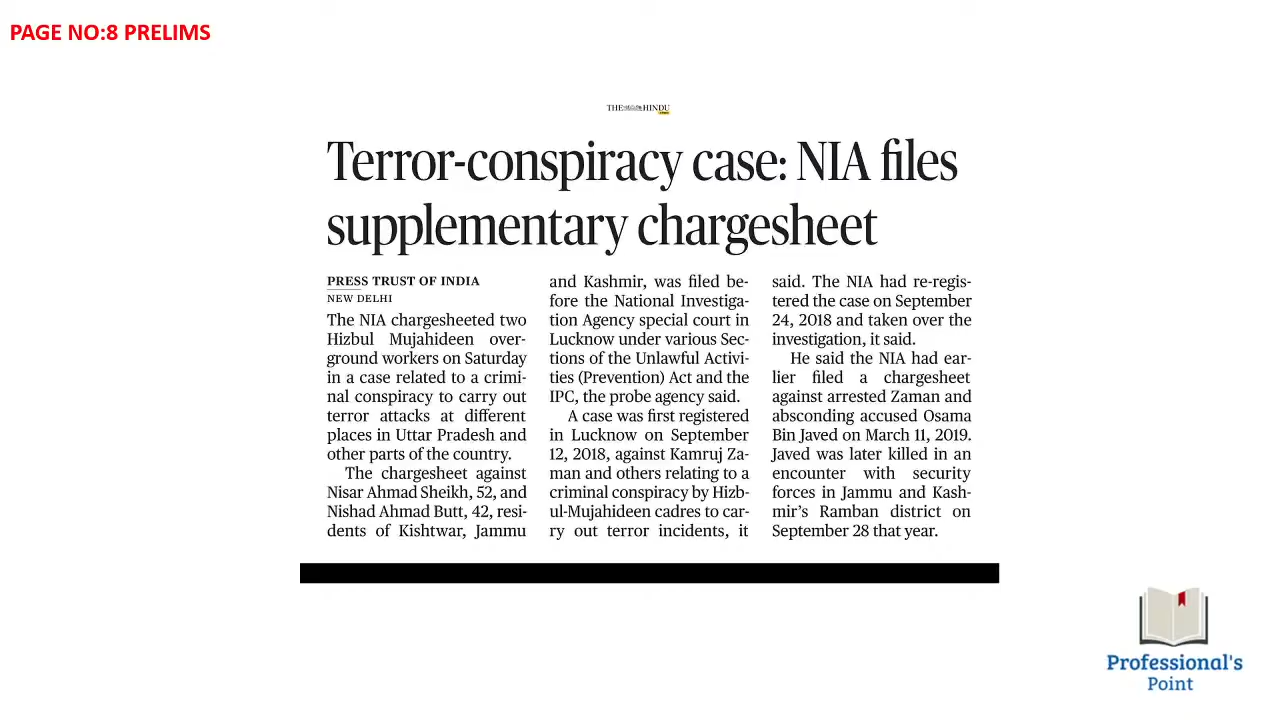 PAGE NO:8 PRELIMS
THE HINDU
Terror-conspiracy case: NIA files
supplementary chargesheet
PRESS TRUST OF INDIA
NEW DELHI
The NIA chargesheeted two
Hizbul Mujahideen over-
ground workers on Saturday
in a case related to a crimi-
nal conspiracy to carry out
terror attacks at different
places in Uttar Pradesh and
other parts of the country.
The chargesheet against
Nisar Ahmad Sheikh, 52, and
Nishad Ahmad Butt, 42, resi-
dents of Kishtwar, Jammu
and Kashmir, was filed be-
fore the National Investiga-
tion Agency special court in
Lucknow under various Sec-
tions of the Unlawful Activi-
ties (Prevention) Act and the
IPC, the probe agency said.
A case was first registered
in Lucknow on September
12, 2018, against Kamruj Za-
man and others relating to a
criminal conspiracy by Hizb-
ul-Mujahideen cadres to car-
ry out terror incidents, it
said. The NIA had re-regis-
tered the case on September
24, 2018 and taken over the
investigation, it said.
He said the NIA had ear-
lier filed a chargesheet
against arrested Zaman and
absconding accused Osama
Bin Javed on March 11, 2019.
Javed was later killed in an
encounter with security
forces in Jammu and Kash-
mir's Ramban district on
September 28 that year.
Professional's
Point